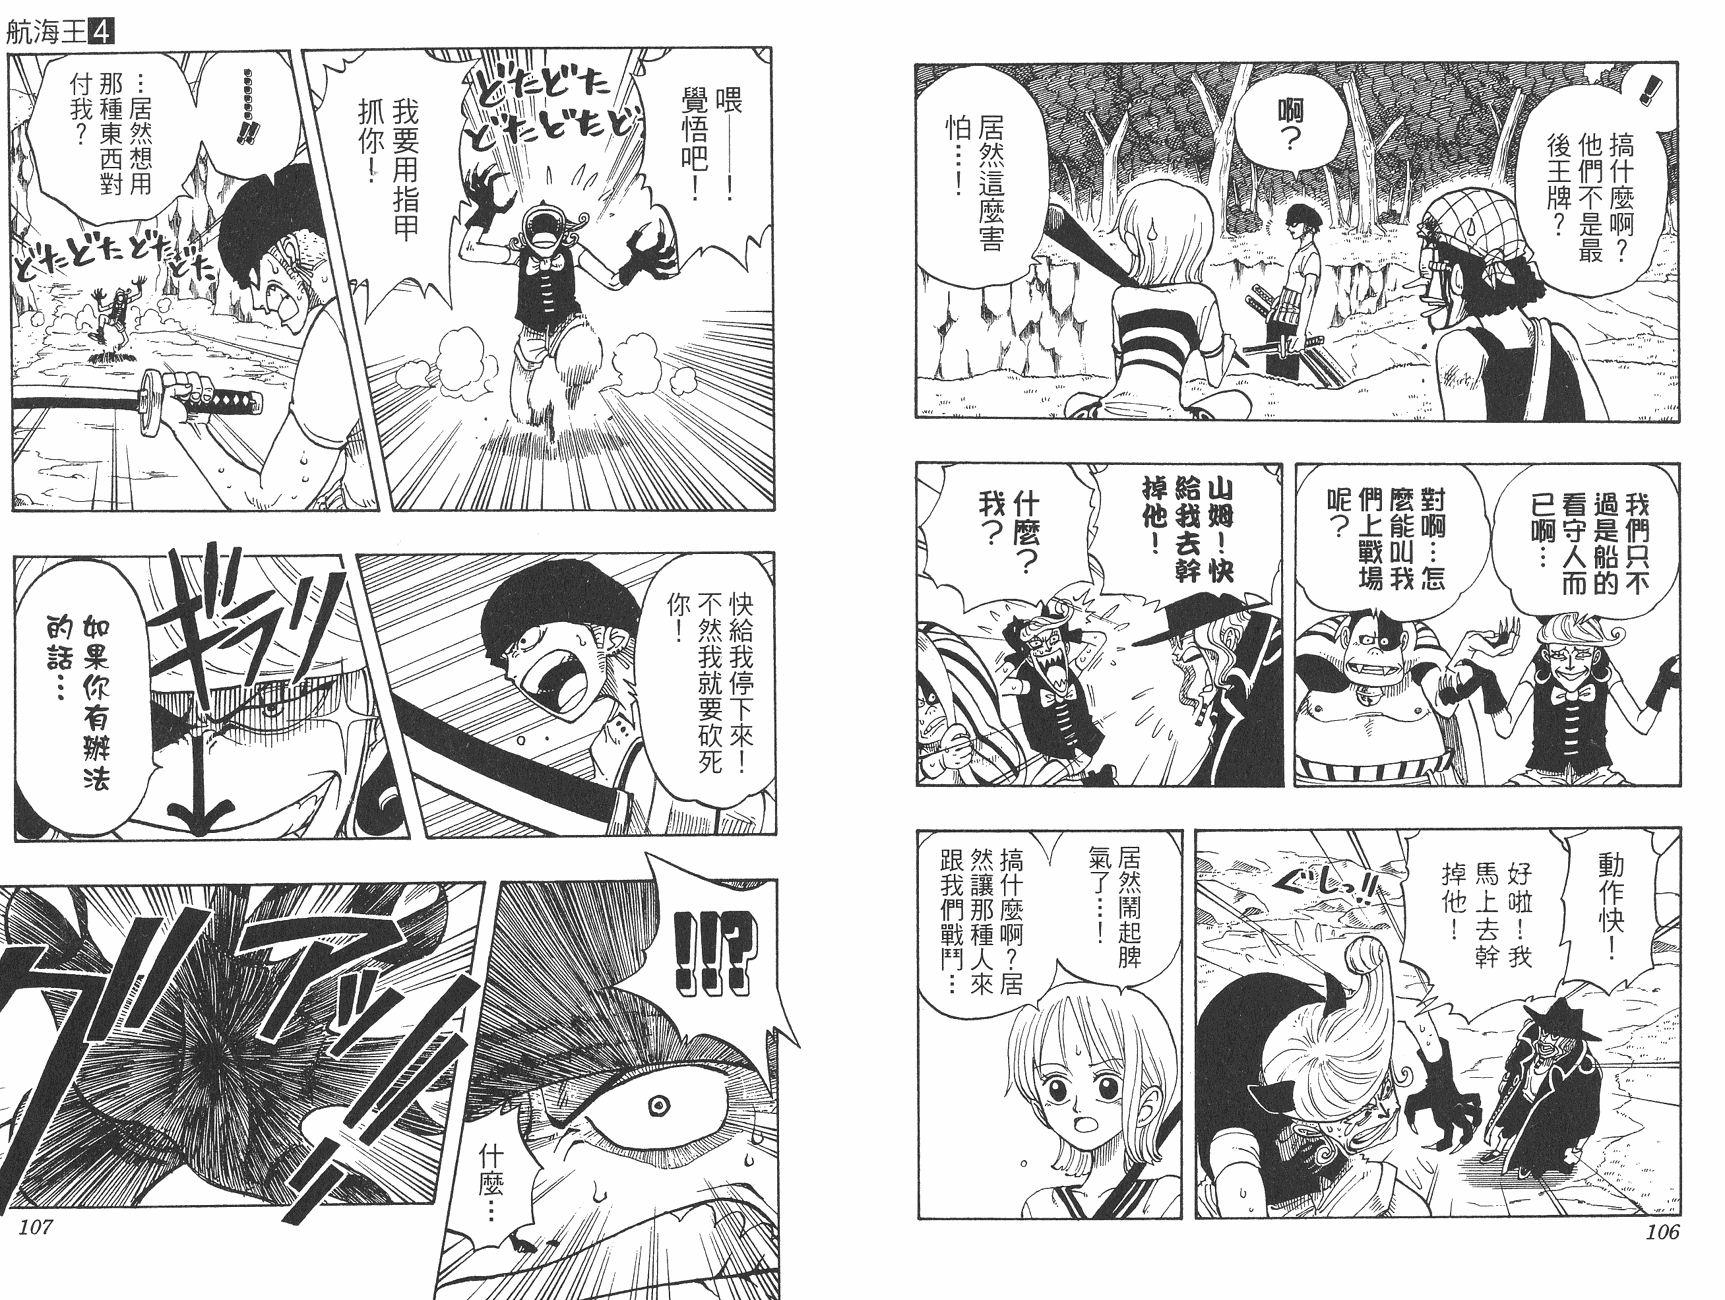 航海王4
!
搞什麼啊?
他們不是最
後王牌?
啊?
居然這麼害
怕…!
我們只不
過是船的
看守人而
已啊…
對啊…怎
麼能叫我
們上戰場
呢?
山姆!快
給我去幹
掉他!
什麼?
我?
動作快!
好啦!我
馬上去幹
掉他!
ぐしっ!!
居然鬧起脾
氣了…!
搞什麼啊?居
然讓那種人來
跟我們戰鬥…
106
喂——!
覺悟吧!
どたどた
どたどたど
我要用指甲
抓你!
………!!
…居然想用
那種東西對
付我?
どたどたどたどた
快給我停下來!
不然我就要砍死
你!
ギラリ
如果你有辦法
的話…
!!!?
什麼…
107